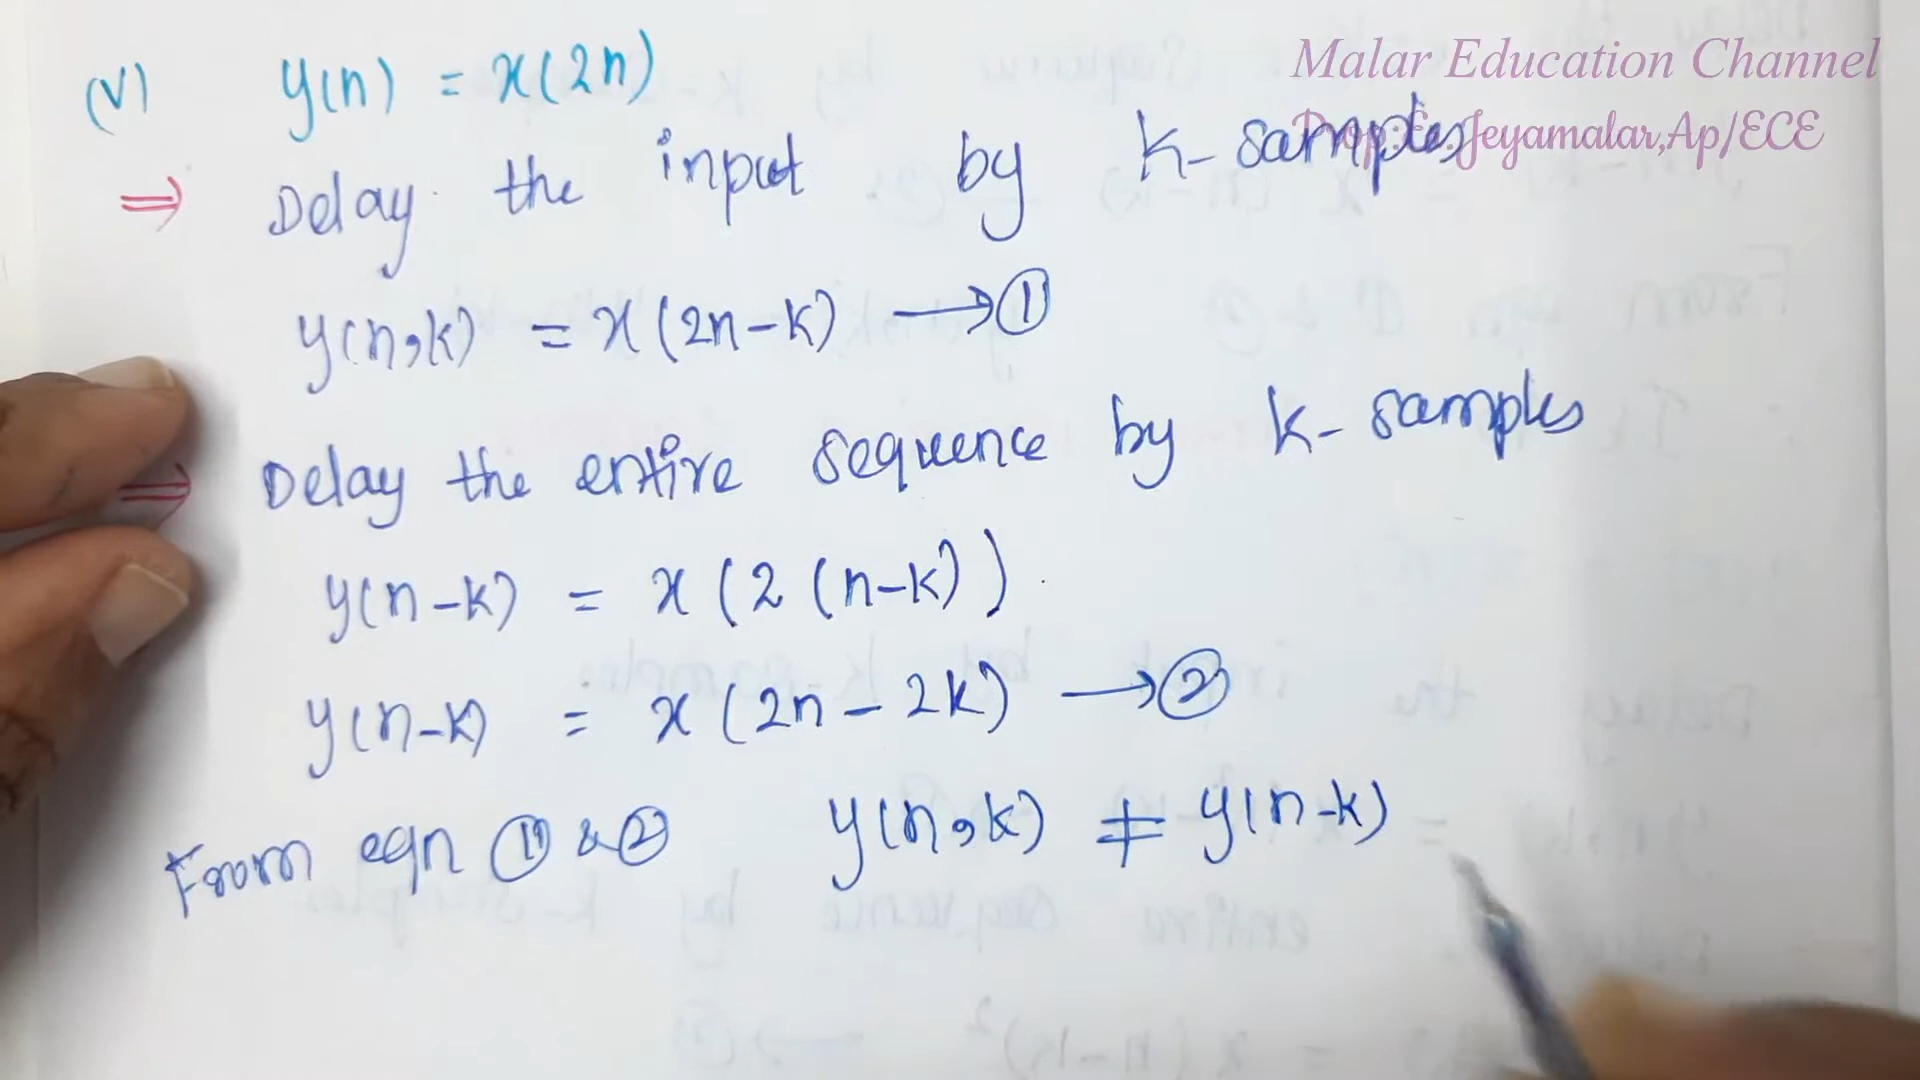 Malar Education Channel
Prop: E. Jeyamalar,Ap/ECE
(V) y(n) = x(2n)
⇒ Delay the input by k-samples
y(n,k) = x(2n-k) → ①
⇒ Delay the entire sequence by k-samples
y(n-k) = x(2(n-k))
y(n-k) = x(2n-2k) → ②
From eqn ① & ② y(n,k) ≠ y(n-k)